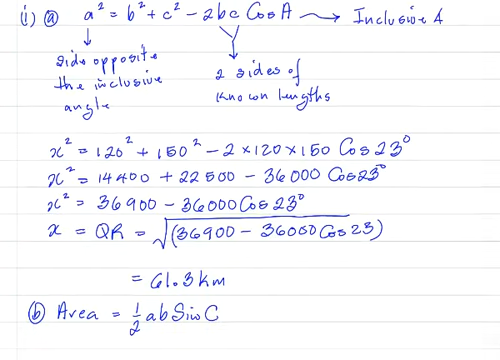 (i) (a) a² = b² + c² - 2bc Cos A → Inclusive A
side opposite
the inclusive
angle
2 sides of
known lengths
x² = 120² + 150² - 2 × 120 × 150 Cos 23°
x² = 14400 + 22500 - 36000 Cos 23°
x² = 36900 - 36000 Cos 23°
x = QR = √(36900 - 36000 Cos 23)
= 61.3 km
(b) Area = ½ ab Sin C